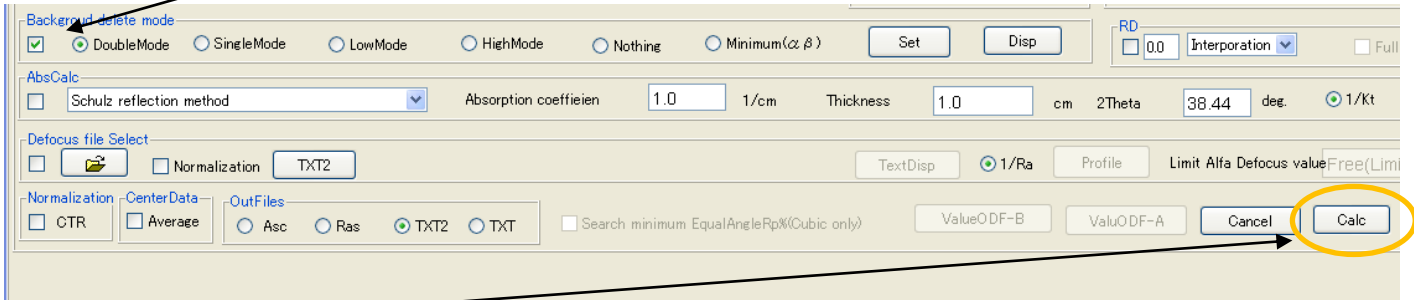 Backgroud delete mode
DoubleMode SingleMode LowMode HighMode Nothing Minimum(α β) Set Disp
RD
0.0 Interporation Full
AbsCalc
Schulz reflection method Absorption coeffieien 1.0 1/cm Thickness 1.0 cm 2Theta 38.44 deg. 1/Kt
Defocus file Select
Normalization TXT2 TextDisp 1/Ra Profile Limit Alfa Defocus value Free(Limi
Normalization CenterData OutFiles
CTR Average Asc Ras TXT2 TXT Search minimum EqualAngleRp%(Cubic only) ValueODF-B ValuODF-A Cancel Calc